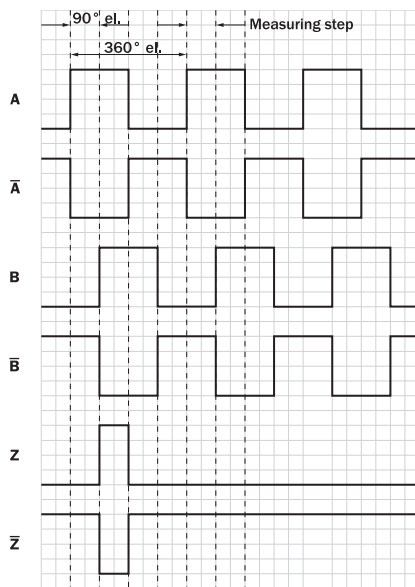 90° el.
Measuring step
360° el.
A
A̅
B
B̅
Z
Z̅